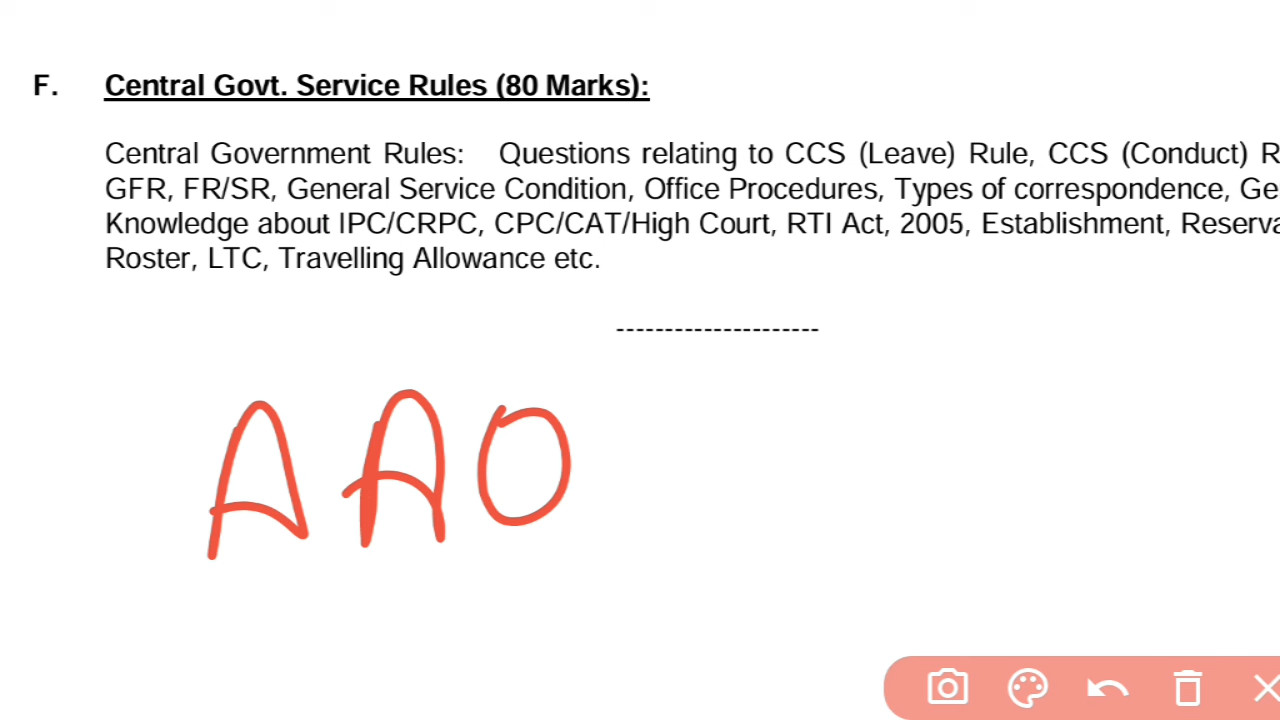 F. Central Govt. Service Rules (80 Marks):
Central Government Rules: Questions relating to CCS (Leave) Rule, CCS (Conduct) R
GFR, FR/SR, General Service Condition, Office Procedures, Types of correspondence, Ge
Knowledge about IPC/CRPC, CPC/CAT/High Court, RTI Act, 2005, Establishment, Reserva
Roster, LTC, Travelling Allowance etc.
---------------------
AAO